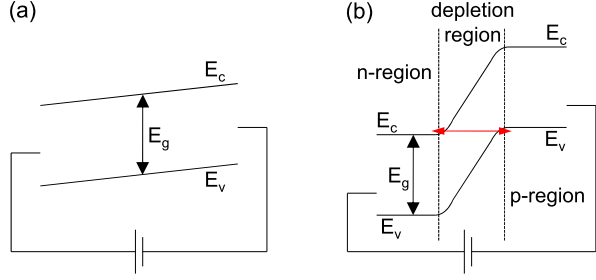 (a)
E_c
E_g
E_v
(b)
depletion
region
n-region
E_c
E_c
E_g
E_v
E_v
p-region